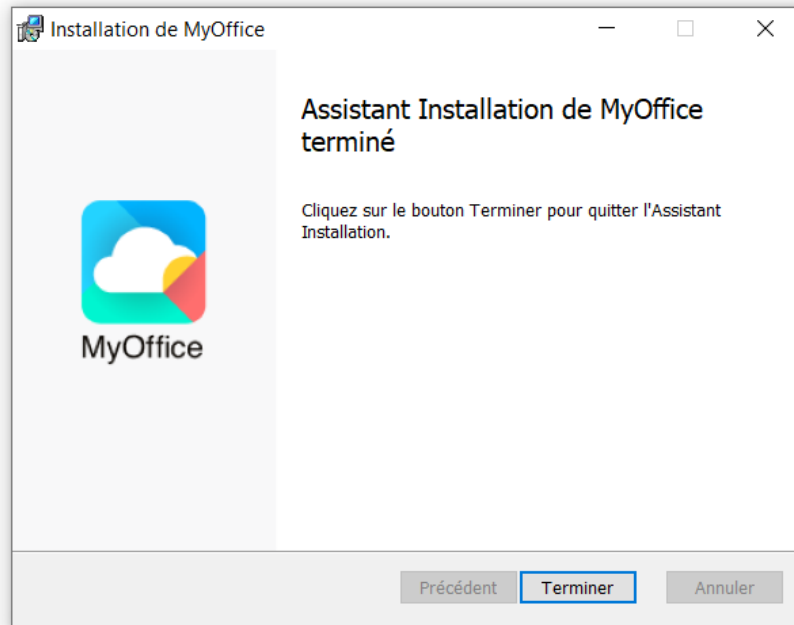 Installation de MyOffice
Assistant Installation de MyOffice
terminé
Cliquez sur le bouton Terminer pour quitter l'Assistant
Installation.
MyOffice
Précédent
Terminer
Annuler